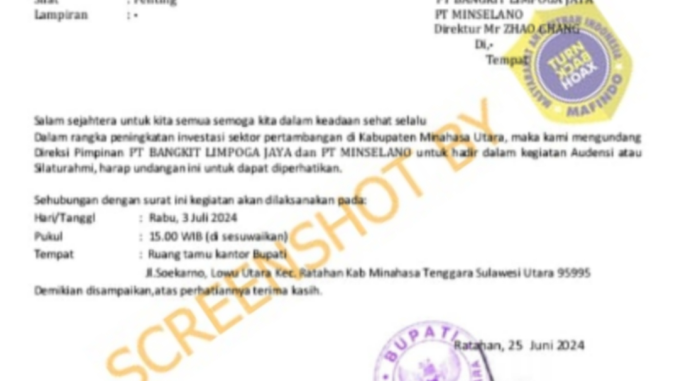 Sifat : Penting
PT BANGKIT LIMPOGA JAYA
Lampiran : -
PT MINSELANO
Direktur Mr ZHAO CHANG
Di,-
Tempat
MASYARAKAT ANTI FITNAH INDONESIA
TURN
BACK
HOAX
MAFINDO
Salam sejahtera untuk kita semua semoga kita dalam keadaan sehat selalu
Dalam rangka peningkatan investasi sektor pertambangan di Kabupaten Minahasa Utara, maka kami mengundang
Direksi Pimpinan PT BANGKIT LIMPOGA JAYA dan PT MINSELANO untuk hadir dalam kegiatan Audensi atau
Silaturahmi, harap undangan ini untuk dapat diperhatikan.
Sehubungan dengan surat ini kegiatan akan dilaksanakan pada:
Hari/Tanggl : Rabu, 3 Juli 2024
Pukul : 15.00 WIB (di sesuwaikan)
Tempat : Ruang tamu kantor Bupati
Jl.Soekarno, Lowu Utara Kec. Ratahan Kab Minahasa Tenggara Sulawesi Utara 95995
Demikian disampaikan,atas perhatiannya terima kasih.
SCREENSHOT BY
Ratahan, 25 Juni 2024
BUPATI